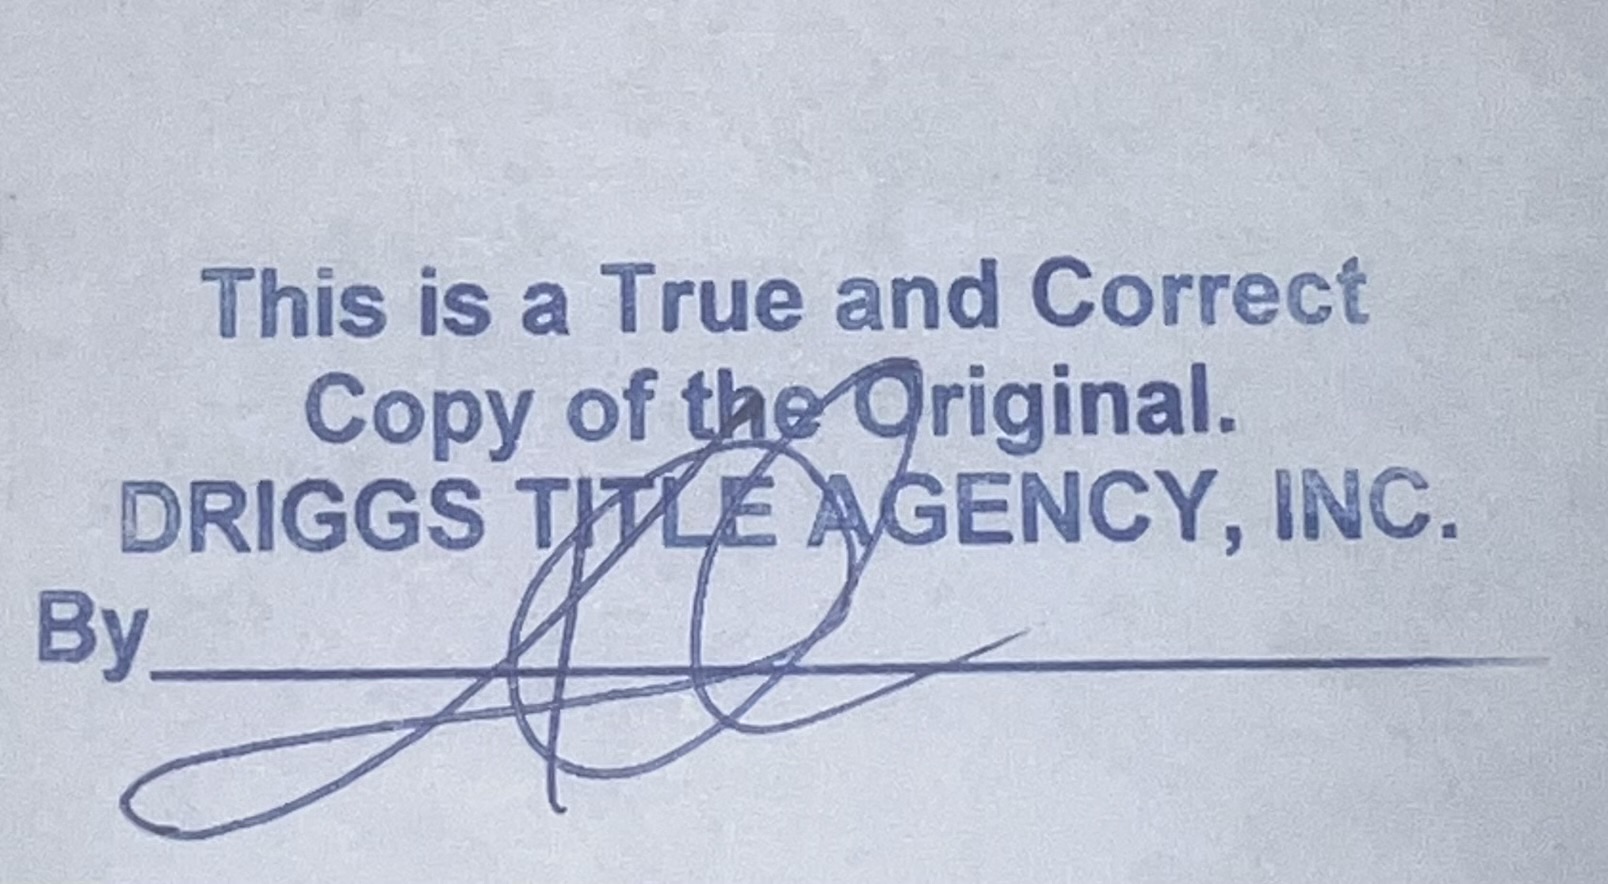 This is a True and Correct
Copy of the Original.
DRIGGS TITLE AGENCY, INC.
By